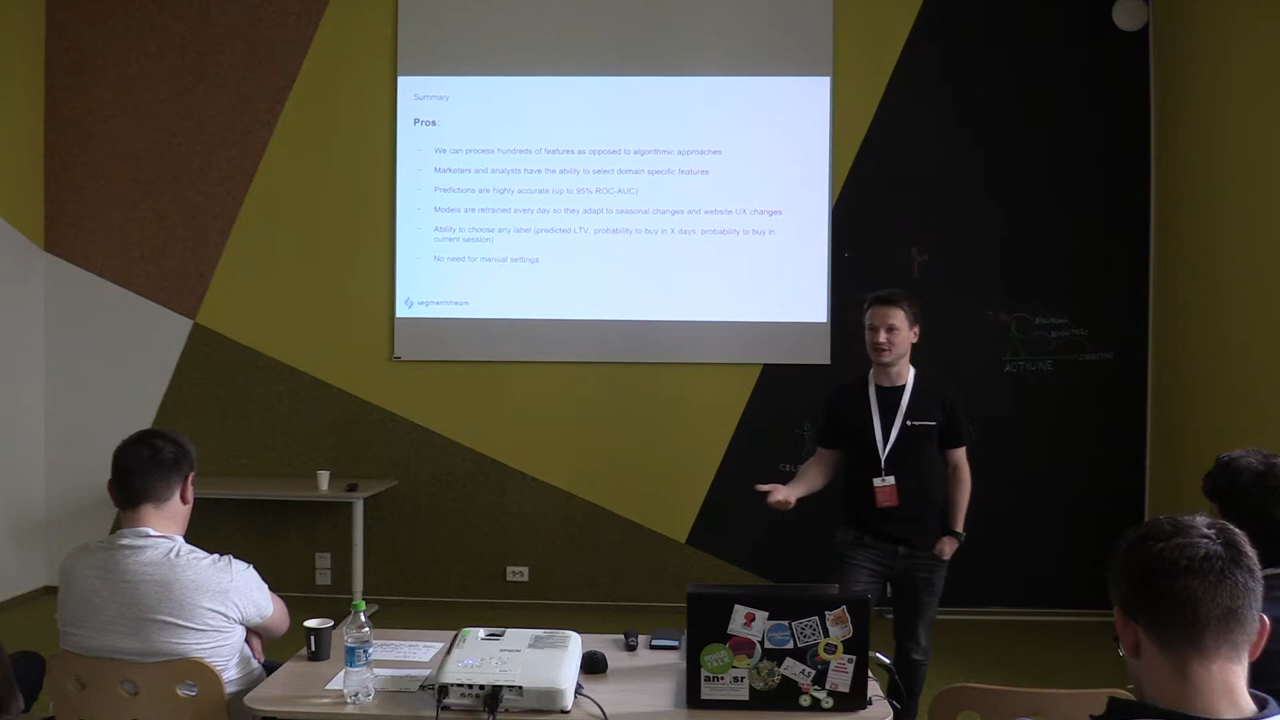 Summary
Pros:
- We can process hundreds of features as opposed to algorithmic approaches
- Marketers and analysts have the ability to select domain specific features
- Predictions are highly accurate (up to 95% ROC-AUC)
- Models are retrained every day so they adapt to seasonal changes and website UX changes
- Ability to choose any label (predicted LTV, probability to buy in X days, probability to buy in
current session)
- No need for manual settings
segmentstream
segmentstream
ACȚIUNE
EPSON